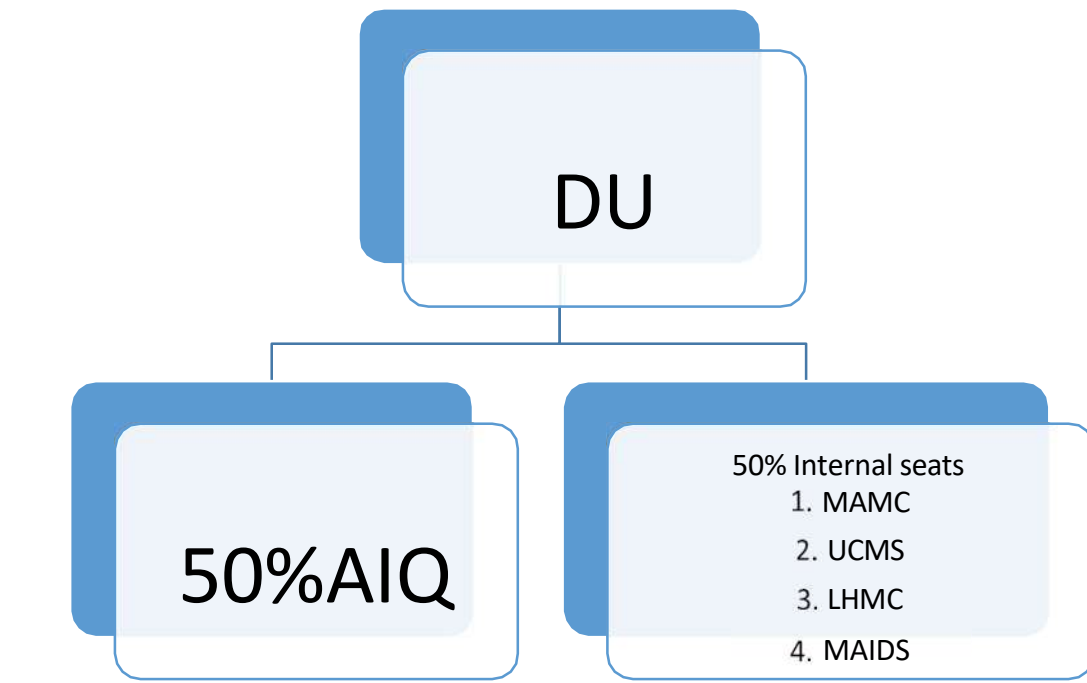 DU
50%AIQ
50% Internal seats
1. MAMC
2. UCMS
3. LHMC
4. MAIDS